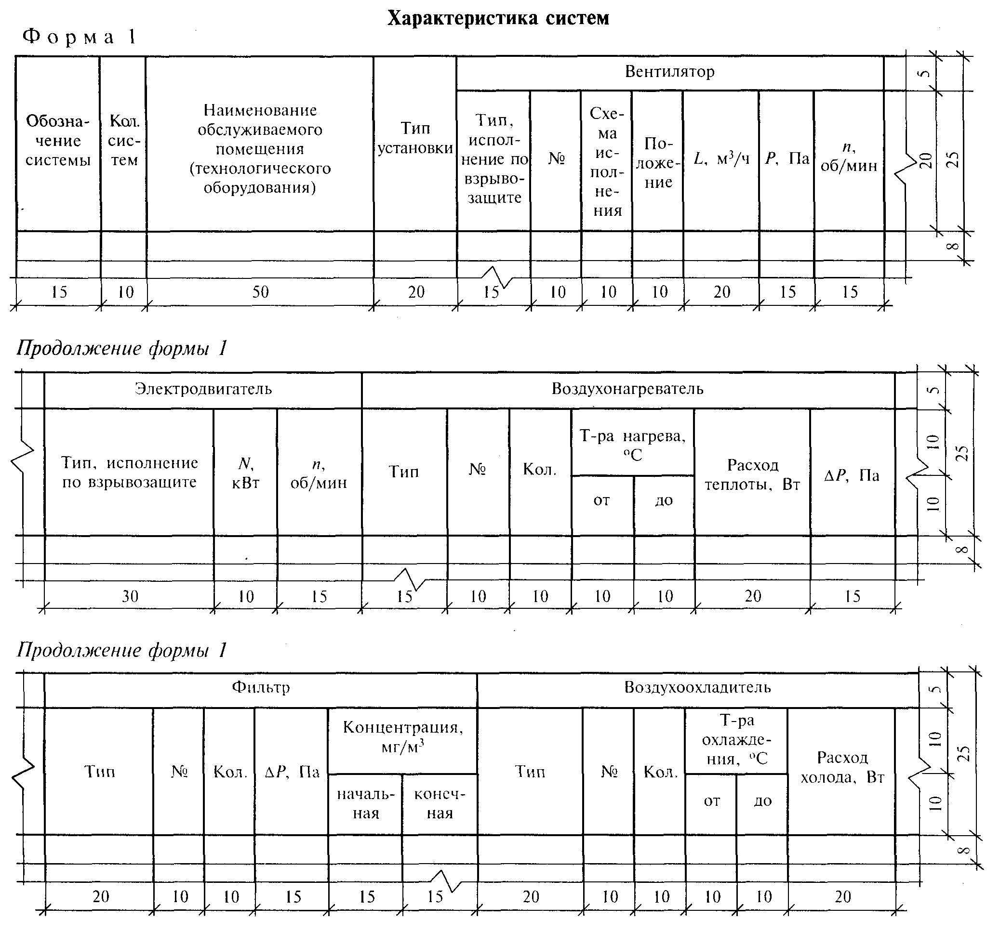 Характеристика систем
Форма 1
Вентилятор
5
Обозна-
чение
системы
Кол.
сис-
тем
Наименование
обслуживаемого
помещения
(технологического
оборудования)
Тип
установки
Тип,
испол-
нение по
взрыво-
защите
№
Схе-
ма
ис-
пол-
не-
ния
По-
ложе-
ние
L, м³/ч
P, Па
n,
об/мин
20
25
8
15 10 50 20 15 10 10 10 20 15 15
Продолжение формы 1
Электродвигатель
Воздухонагреватель
5
Тип, исполнение
по взрывозащите
N,
кВт
n,
об/мин
Тип
№
Кол.
Т-ра нагрева,
°С
от
до
Расход
теплоты, Вт
ΔP, Па
10
10
25
8
30 10 15 15 10 10 10 10 20 15
Продолжение формы 1
Фильтр
Воздухоохладитель
5
Тип
№
Кол.
ΔP, Па
Концентрация,
мг/м³
началь-
ная
конеч-
ная
Тип
№
Кол.
Т-ра
охлажде-
ния, °С
от
до
Расход
холода, Вт
10
10
25
8
20 10 10 15 15 15 20 10 10 10 10 20